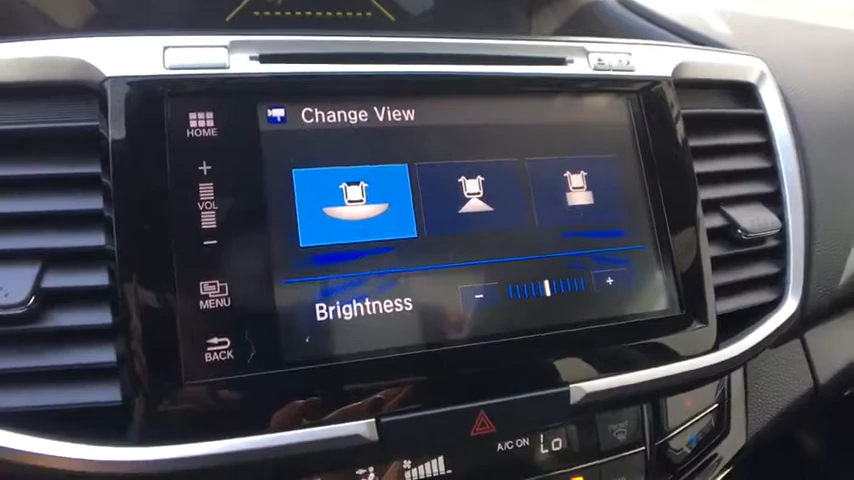 Change View
HOME
+
VOL
-
MENU
BACK
Brightness
- +
A/C ON LO